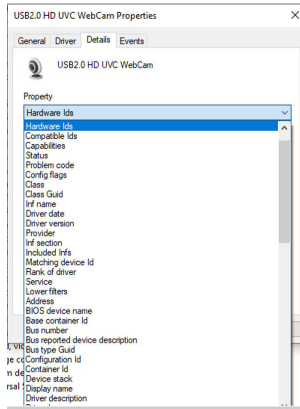 USB2.0 HD UVC WebCam Properties
General Driver Details Events
USB2.0 HD UVC WebCam
Property
Hardware Ids
Hardware Ids
Compatible Ids
Capabilities
Status
Problem code
Config flags
Class
Class Guid
Inf name
Driver date
Driver version
Provider
Inf section
Included Infs
Matching device Id
Rank of driver
Service
Lower filters
Address
BIOS device name
Base container Id
Bus number
Bus reported device description
Bus type Guid
Configuration Id
Container Id
Device stack
Display name
Driver description